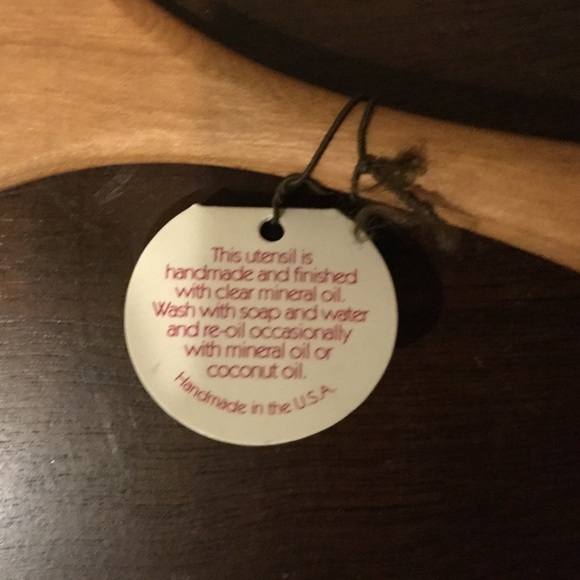 This utensil is
handmade and finished
with clear mineral oil.
Wash with soap and water
and re-oil occasionally
with mineral oil or
coconut oil.
Handmade in the U.S.A.